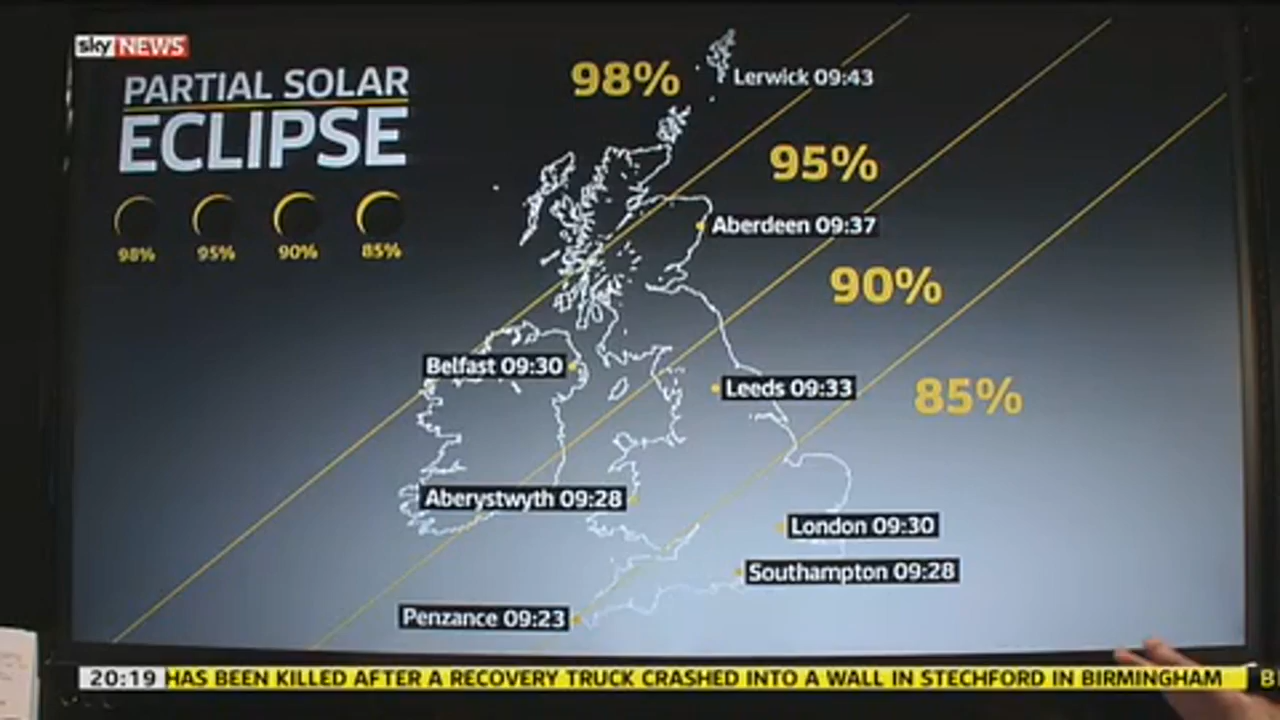 sky NEWS
PARTIAL SOLAR
ECLIPSE
98% 95% 90% 85%
98%
Lerwick 09:43
95%
Aberdeen 09:37
90%
Belfast 09:30
Leeds 09:33
85%
Aberystwyth 09:28
London 09:30
Southampton 09:28
Penzance 09:23
20:19 HAS BEEN KILLED AFTER A RECOVERY TRUCK CRASHED INTO A WALL IN STECHFORD IN BIRMINGHAM